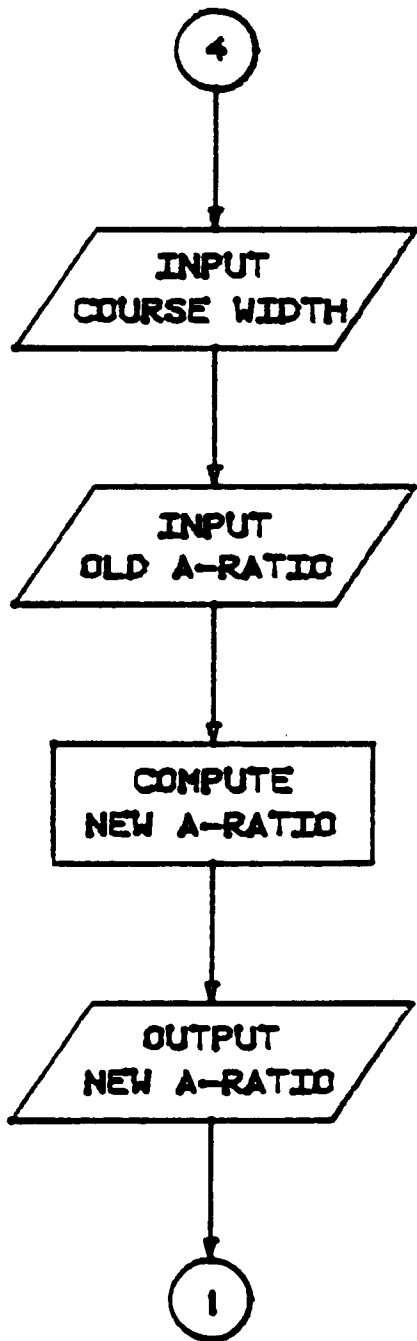 4
INPUT
COURSE WIDTH
INPUT
OLD A-RATIO
COMPUTE
NEW A-RATIO
OUTPUT
NEW A-RATIO
1